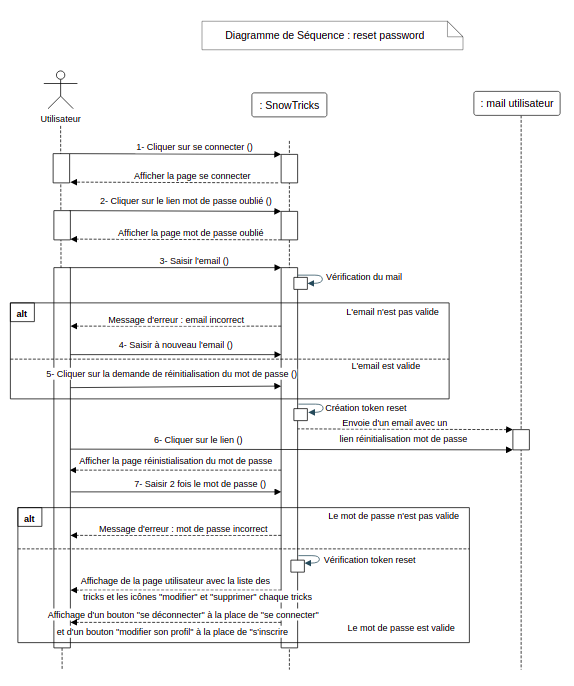 Diagramme de Séquence : reset password
Utilisateur
: SnowTricks
: mail utilisateur
1- Cliquer sur se connecter ()
Afficher la page se connecter
2- Cliquer sur le lien mot de passe oublié ()
Afficher la page mot de passe oublié
3- Saisir l'email ()
Vérification du mail
alt
L'email n'est pas valide
Message d'erreur : email incorrect
4- Saisir à nouveau l'email ()
L'email est valide
5- Cliquer sur la demande de réinitialisation du mot de passe ()
Création token reset
Envoie d'un email avec un
lien réinitialisation mot de passe
6- Cliquer sur le lien ()
Afficher la page réinistialisation du mot de passe
7- Saisir 2 fois le mot de passe ()
alt
Le mot de passe n'est pas valide
Message d'erreur : mot de passe incorrect
Vérification token reset
Affichage de la page utilisateur avec la liste des
tricks et les icônes "modifier" et "supprimer" chaque tricks
Affichage d'un bouton "se déconnecter" à la place de "se connecter"
et d'un bouton "modifier son profil" à la place de "s'inscrire
Le mot de passe est valide